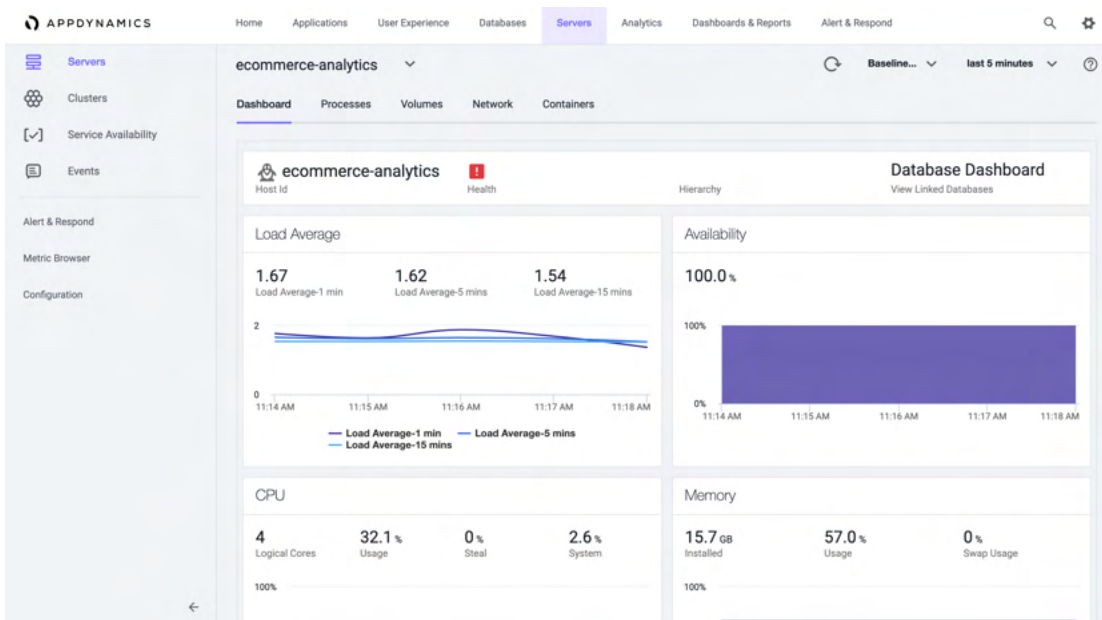 APPDYNAMICS
Home Applications User Experience Databases Servers Analytics Dashboards & Reports Alert & Respond
Servers
Clusters
Service Availability
Events
Alert & Respond
Metric Browser
Configuration
ecommerce-analytics
Baseline... last 5 minutes
Dashboard Processes Volumes Network Containers
ecommerce-analytics Database Dashboard
Host Id Health Hierarchy View Linked Databases
Load Average
1.67 1.62 1.54
Load Average-1 min Load Average-5 mins Load Average-15 mins
2
0
11:14 AM 11:15 AM 11:16 AM 11:17 AM 11:18 AM
Load Average-1 min Load Average-5 mins
Load Average-15 mins
Availability
100.0 %
100%
0%
11:14 AM 11:15 AM 11:16 AM 11:17 AM 11:18 AM
CPU
4 32.1 % 0 % 2.6 %
Logical Cores Usage Steal System
100%
Memory
15.7 GB 57.0 % 0 %
Installed Usage Swap Usage
100%